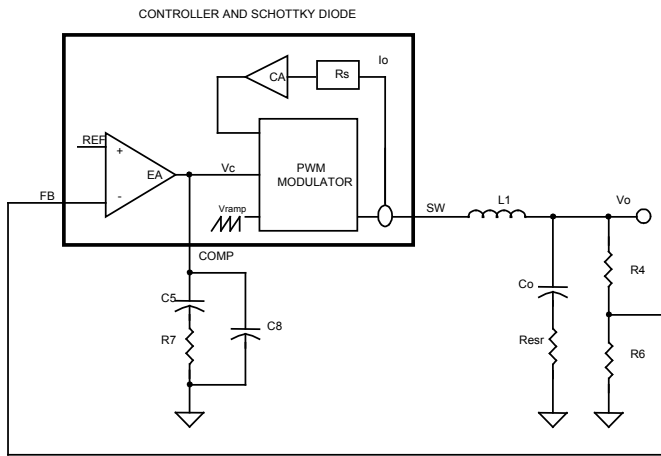 CONTROLLER AND SCHOTTKY DIODE
Io
CA
Rs
REF
+
EA
-
Vc
PWM
MODULATOR
Vramp
FB
SW
L1
Vo
COMP
C5
R7
C8
Co
Resr
R4
R6